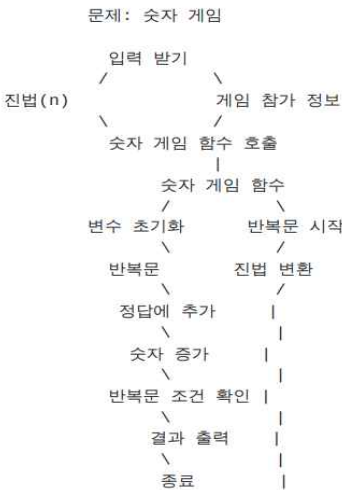 문제: 숫자 게임
입력 받기
/ \
진법(n) 게임 참가 정보
\ /
숫자 게임 함수 호출
|
숫자 게임 함수
/ \
변수 초기화 반복문 시작
\ /
반복문 진법 변환
\ /
정답에 추가 |
\ |
숫자 증가 |
\ |
반복문 조건 확인 |
\ |
결과 출력 |
\ |
종료 |